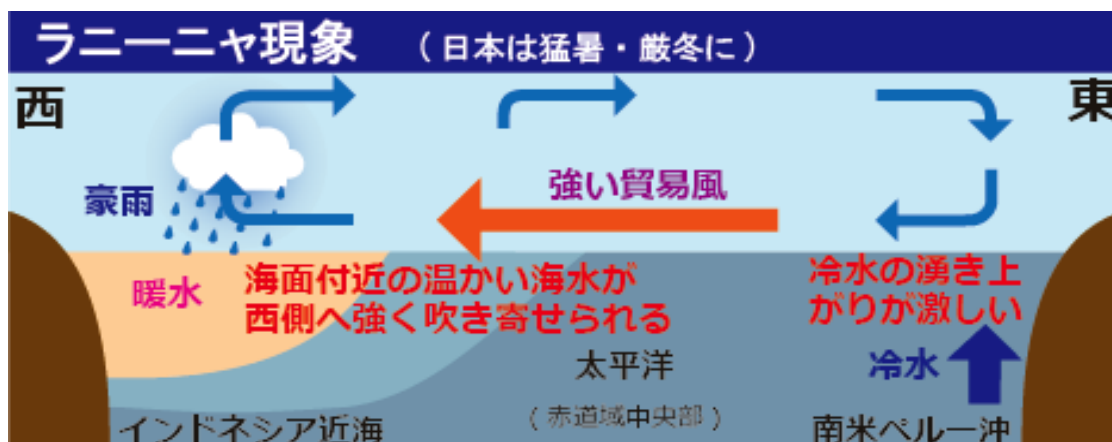 ラニーニャ現象 (日本は猛暑・厳冬に)
西
東
豪雨
強い貿易風
暖水
海面付近の温かい海水が
西側へ強く吹き寄せられる
冷水の湧き上
がりが激しい
冷水
太平洋
(赤道域中央部)
インドネシア近海
南米ペルー沖